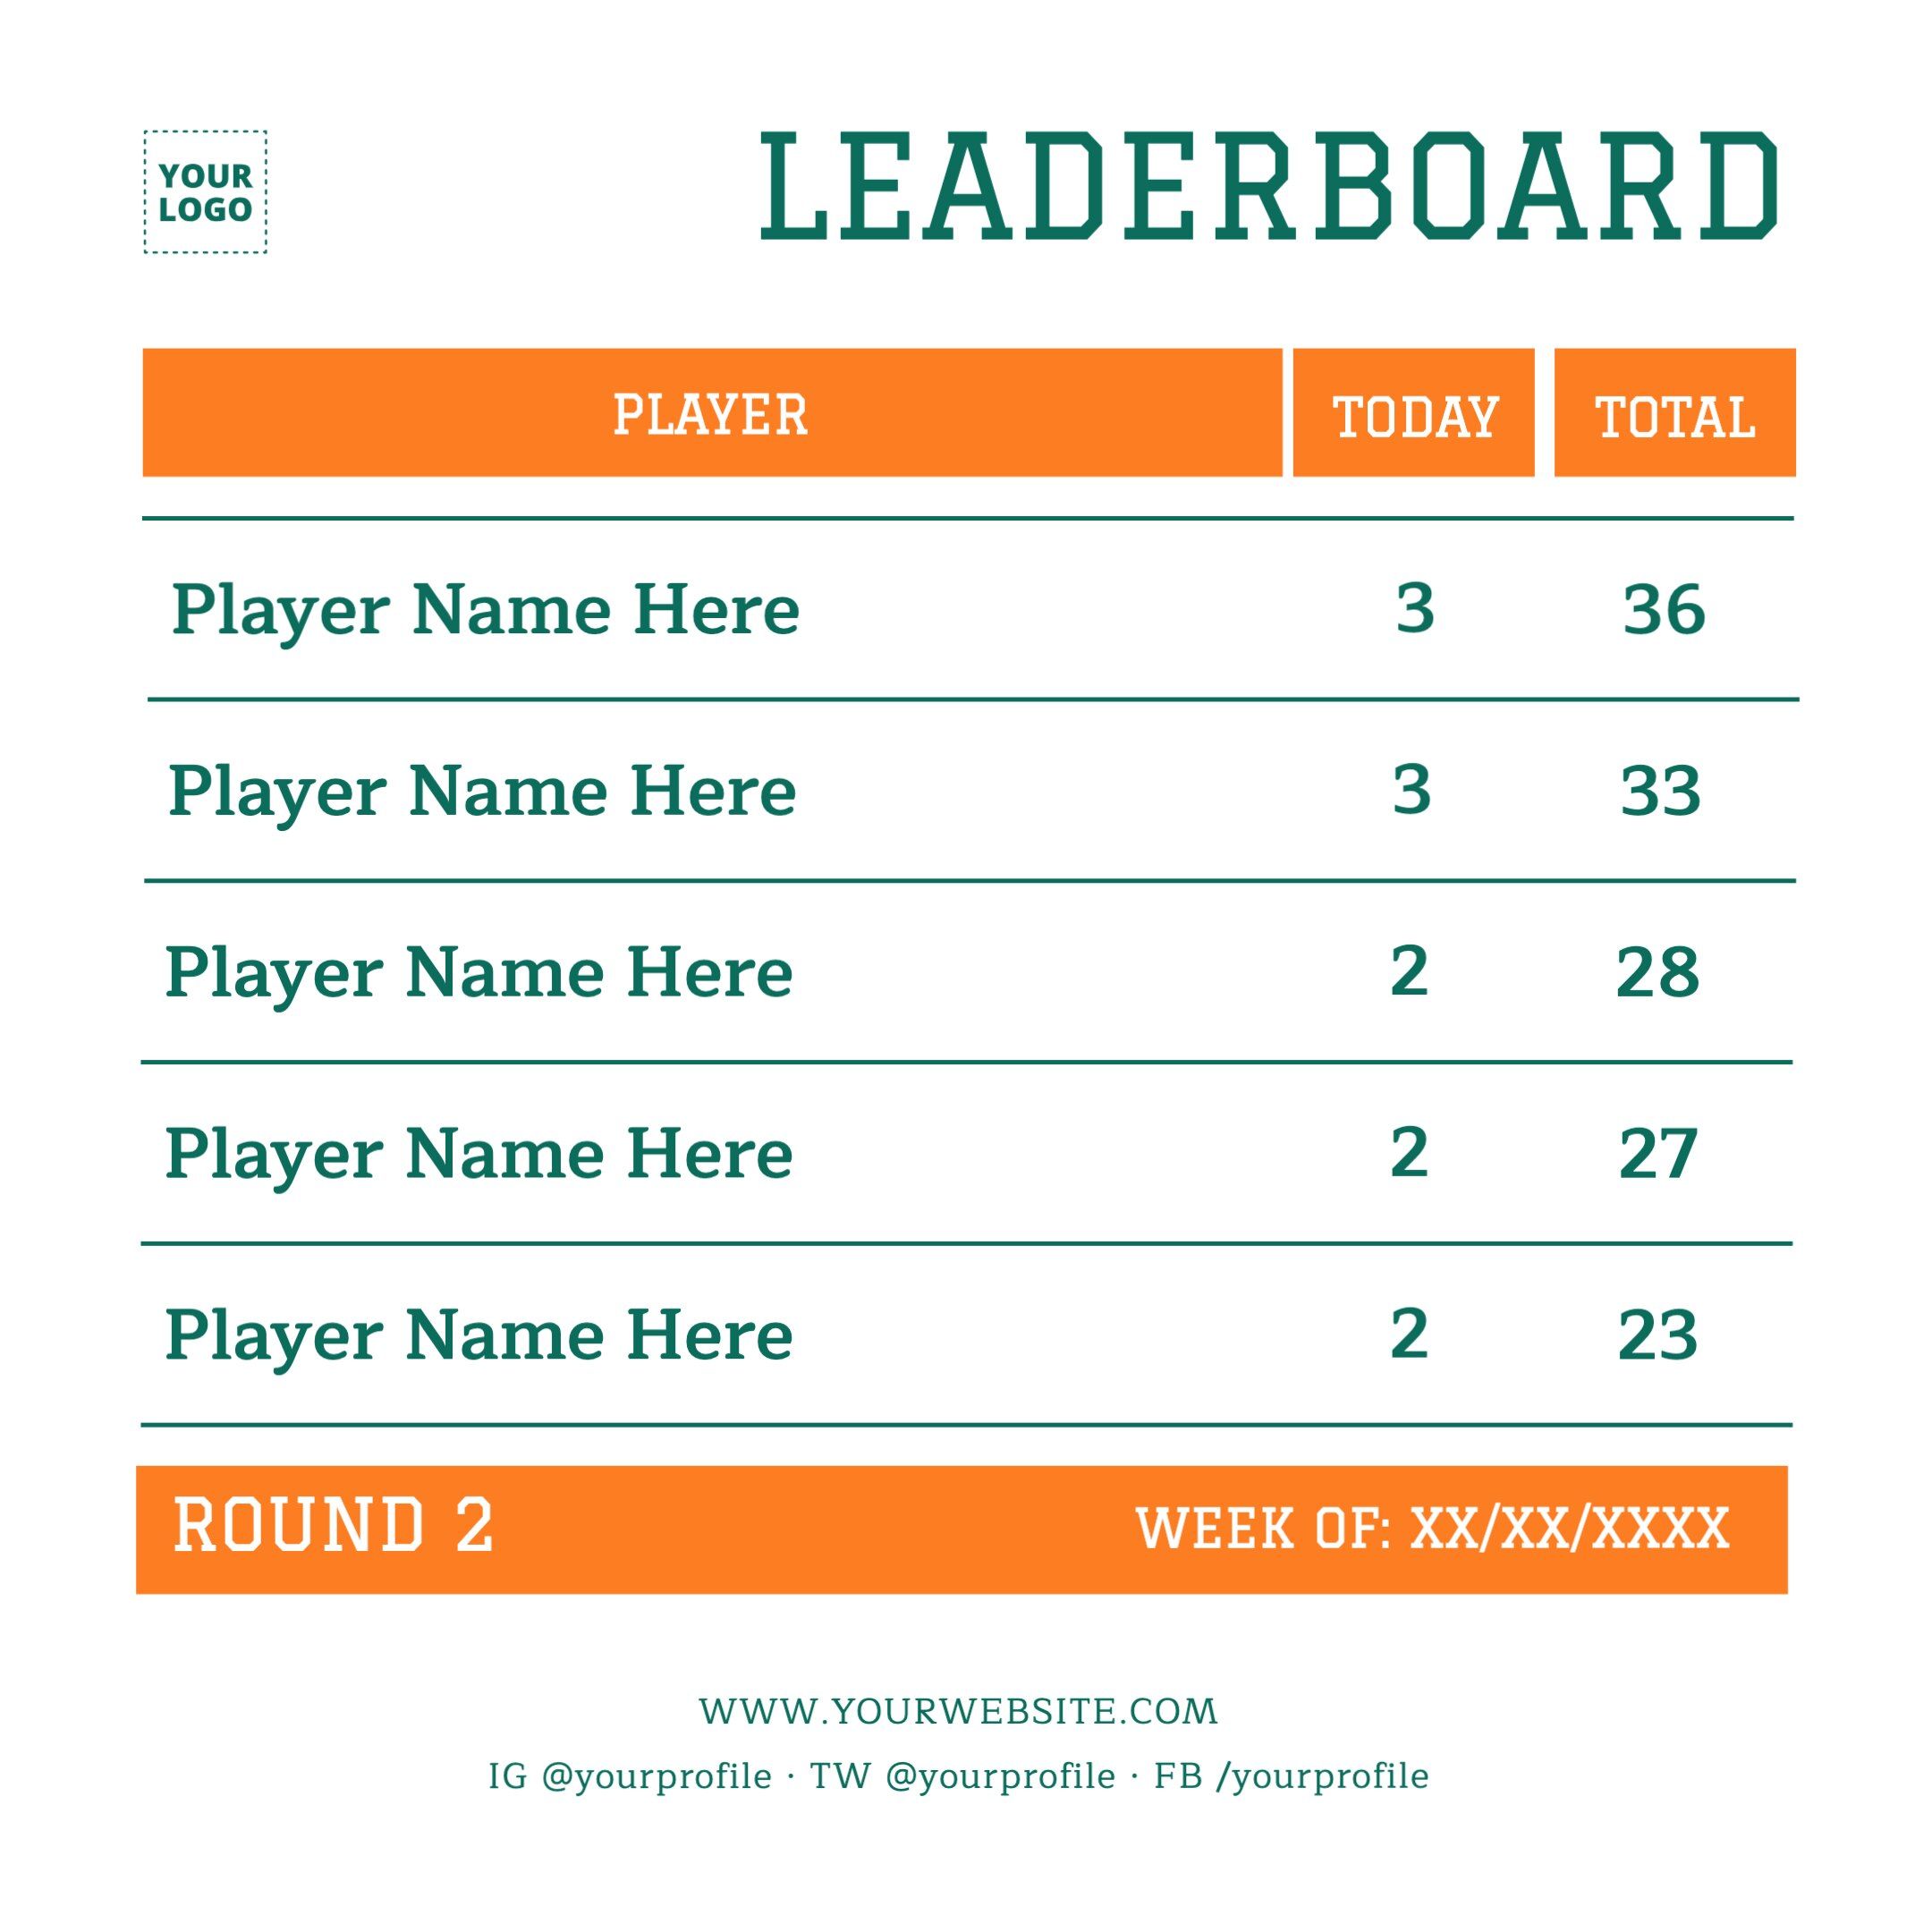 YOUR
LOGO
LEADERBOARD
PLAYER TODAY TOTAL
Player Name Here 3 36
Player Name Here 3 33
Player Name Here 2 28
Player Name Here 2 27
Player Name Here 2 23
ROUND 2 WEEK OF: XX/XX/XXXX
WWW.YOURWEBSITE.COM
IG @yourprofile · TW @yourprofile · FB /yourprofile